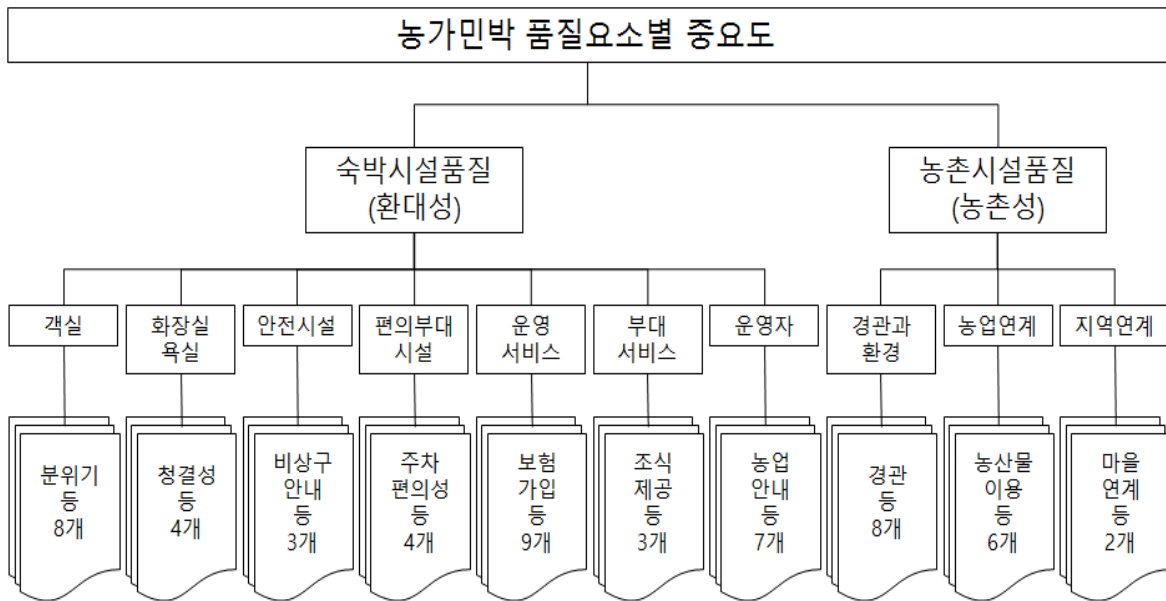 농가민박 품질요소별 중요도
숙박시설품질
(환대성)
농촌시설품질
(농촌성)
객실
화장실
욕실
안전시설
편의부대
시설
운영
서비스
부대
서비스
운영자
경관과
환경
농업연계
지역연계
분위기
등
8개
청결성
등
4개
비상구
안내
등
3개
주차
편의성
등
4개
보험
가입
등
9개
조식
제공
등
3개
농업
안내
등
7개
경관
등
8개
농산물
이용
등
6개
마을
연계
등
2개